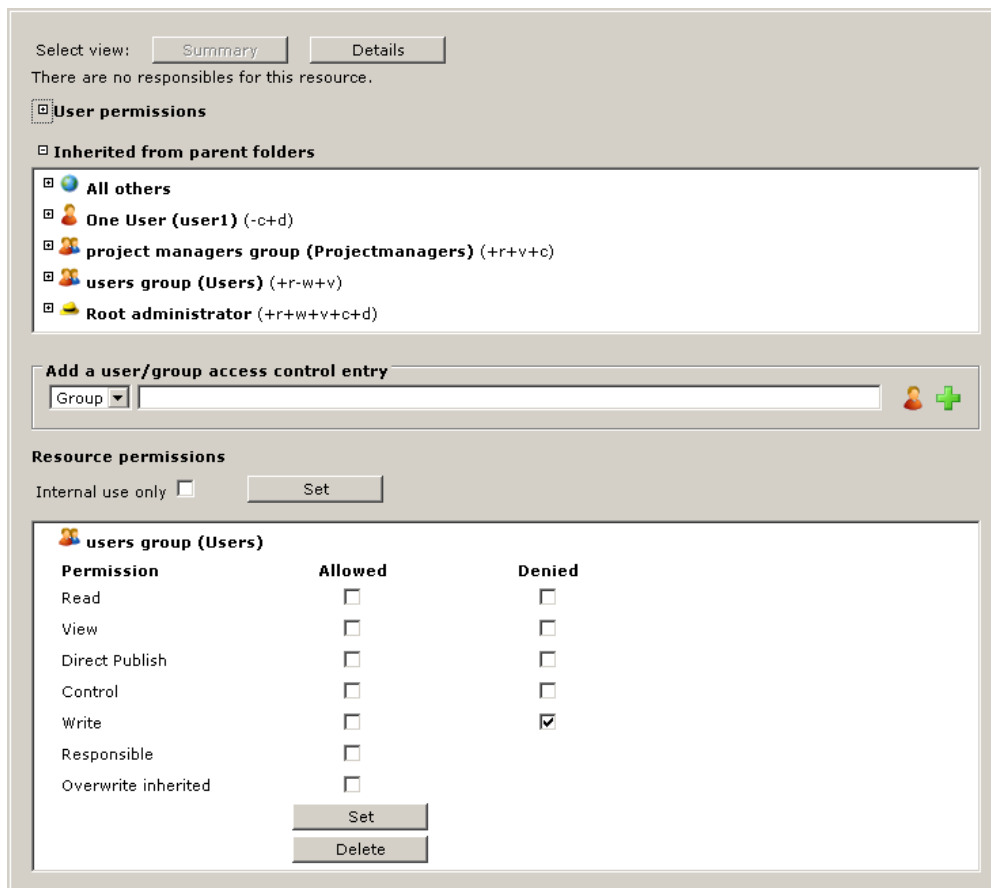 Select view: Summary Details
There are no responsibles for this resource.
User permissions
Inherited from parent folders
All others
One User (user1) (-c+d)
project managers group (Projectmanagers) (+r+v+c)
users group (Users) (+r-w+v)
Root administrator (+r+w+v+c+d)
Add a user/group access control entry
Group
Resource permissions
Internal use only Set
users group (Users)
Permission Allowed Denied
Read
View
Direct Publish
Control
Write
Responsible
Overwrite inherited
Set
Delete